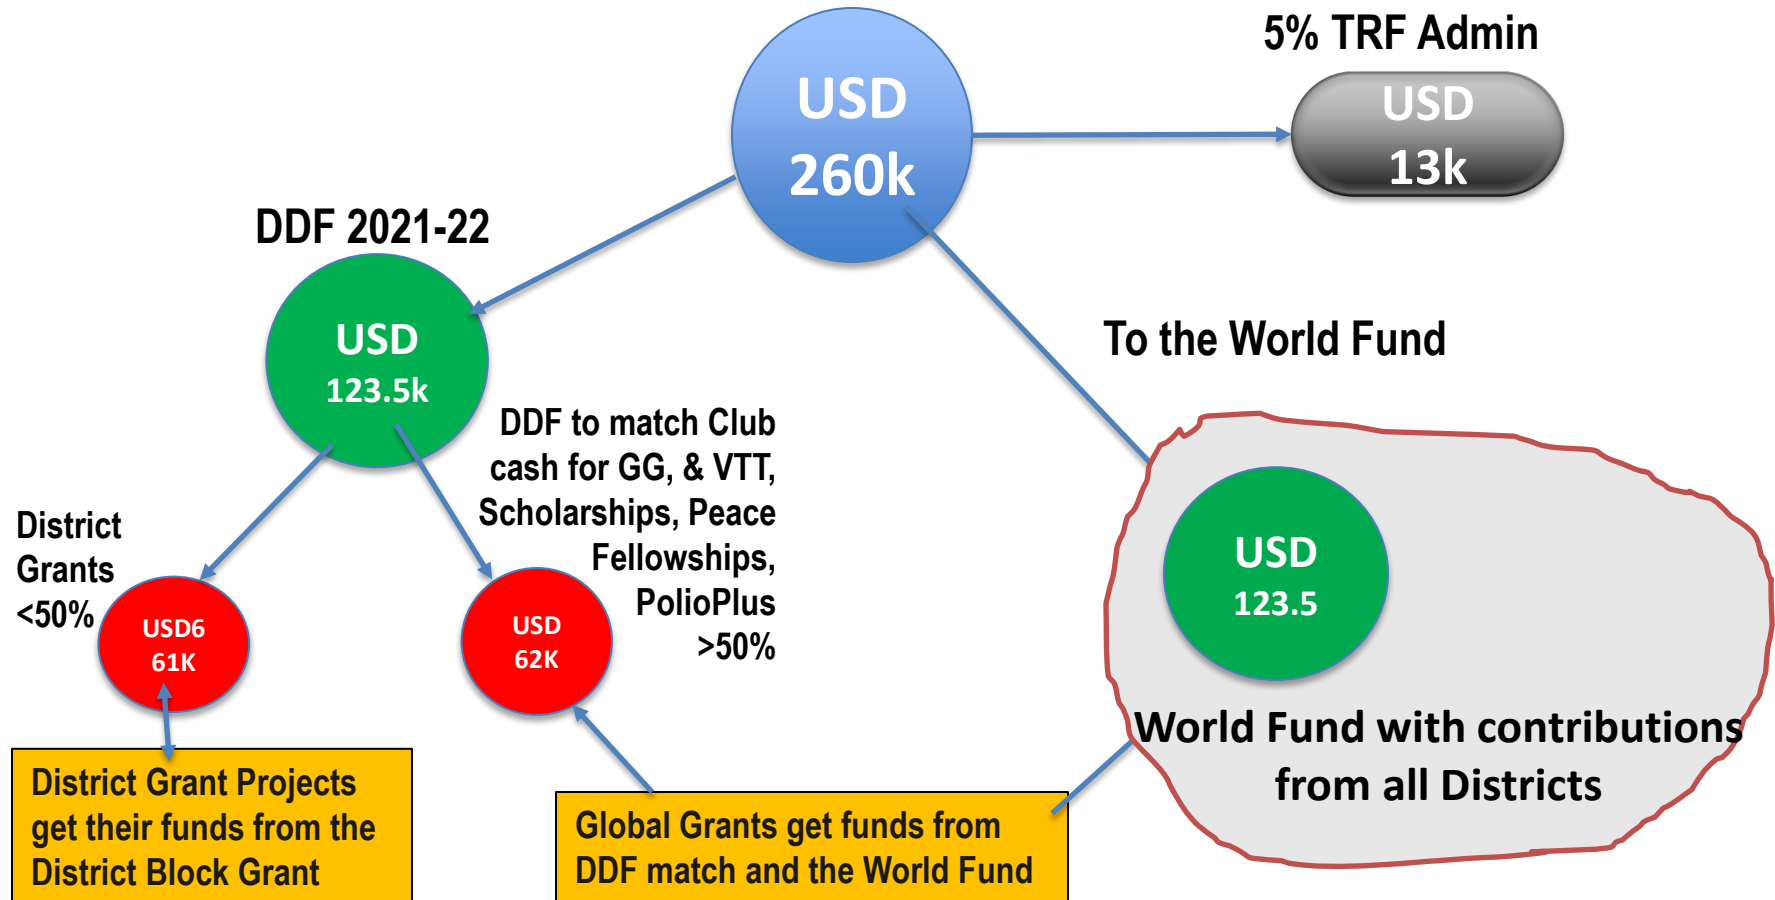 5% TRF Admin
USD
260k
USD
13k
DDF 2021-22
USD
123.5k
To the World Fund
DDF to match Club
cash for GG, & VTT,
Scholarships, Peace
Fellowships,
PolioPlus
>50%
District
Grants
<50%
USD6
61K
USD
62K
USD
123.5
World Fund with contributions
from all Districts
District Grant Projects
get their funds from the
District Block Grant
Global Grants get funds from
DDF match and the World Fund